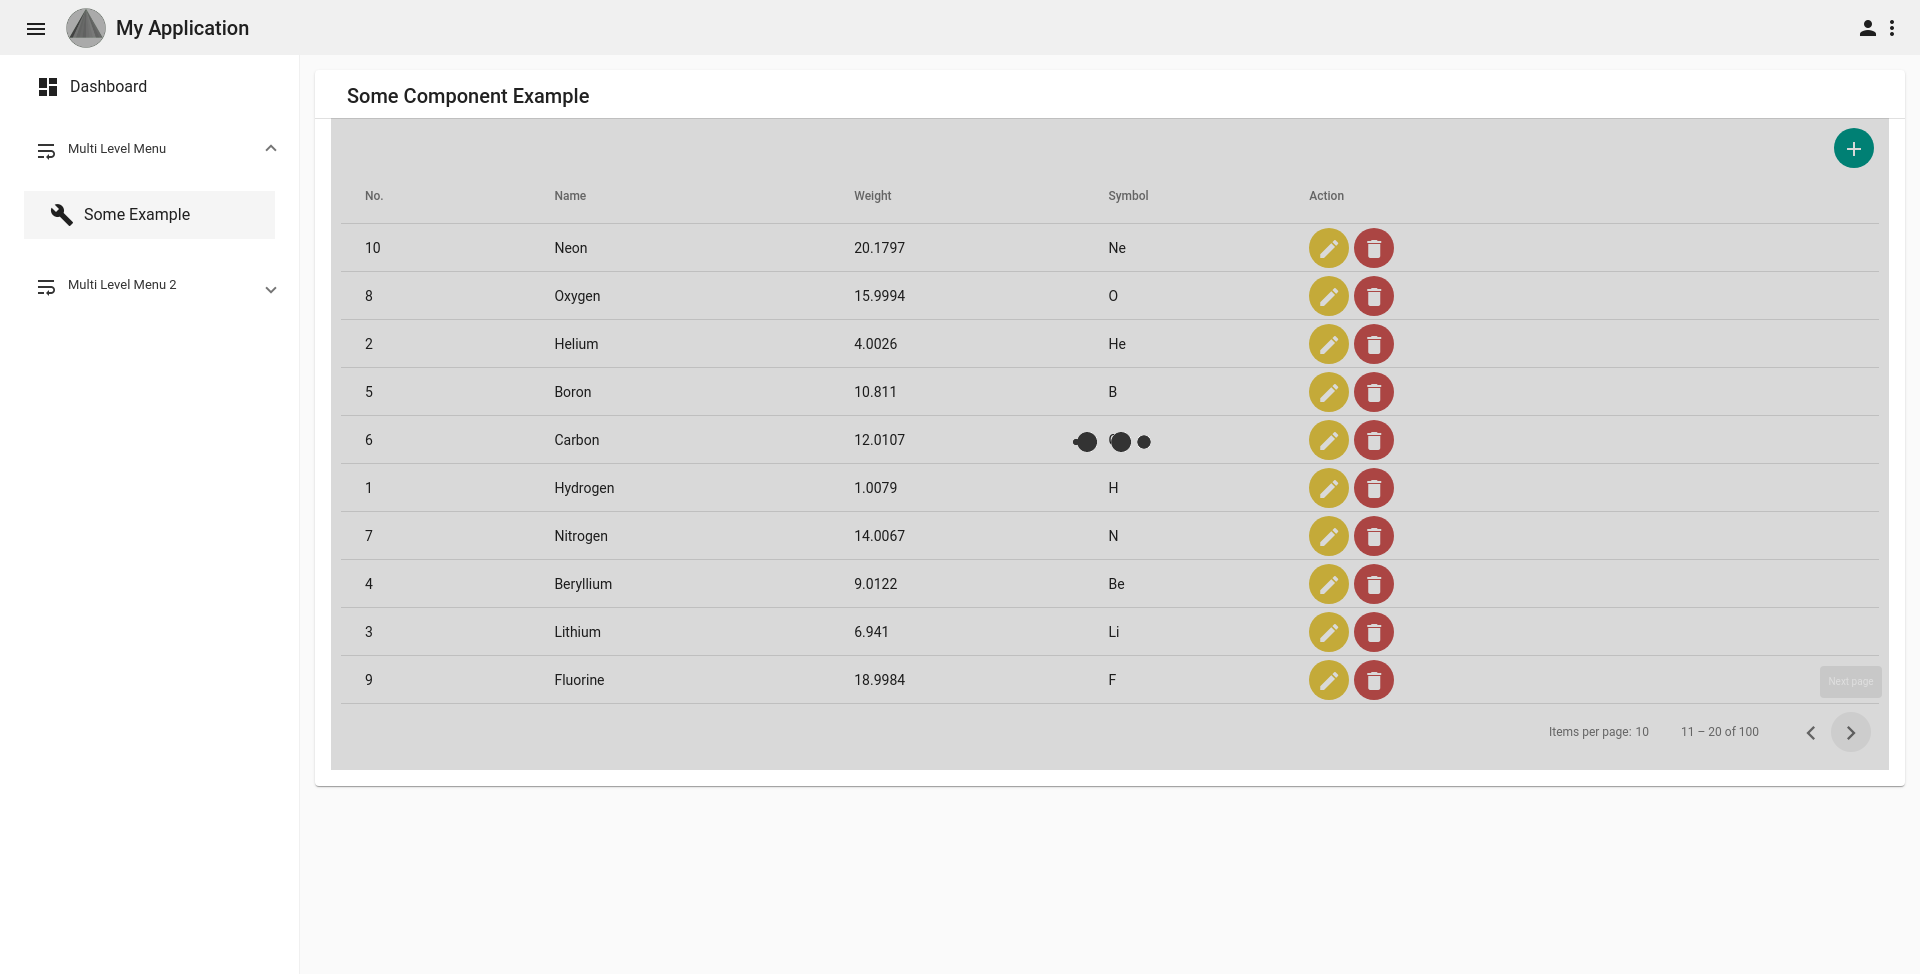 My Application
Dashboard
Multi Level Menu
Some Example
Multi Level Menu 2
Some Component Example
No. Name Weight Symbol Action
10 Neon 20.1797 Ne
8 Oxygen 15.9994 O
2 Helium 4.0026 He
5 Boron 10.811 B
6 Carbon 12.0107
1 Hydrogen 1.0079 H
7 Nitrogen 14.0067 N
4 Beryllium 9.0122 Be
3 Lithium 6.941 Li
9 Fluorine 18.9984 F
Next page
Items per page: 10 11 – 20 of 100